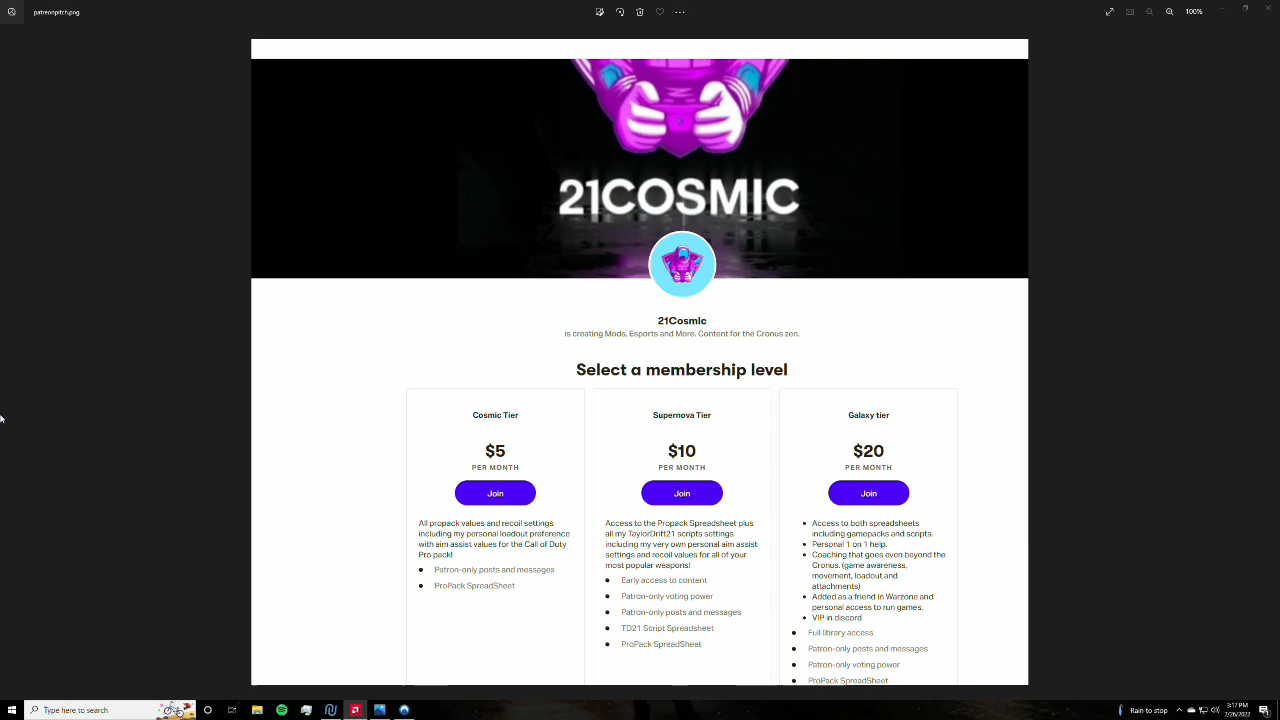 patreonpitch.png
100%
21COSMIC
21Cosmic
is creating Mods, Esports and More. Content for the Cronus zen.
Select a membership level
Cosmic Tier
$5
PER MONTH
Join
All propack values and recoil settings
including my personal loadout preference
with aim assist values for the Call of Duty
Pro pack!
Patron-only posts and messages
ProPack SpreadSheet
Supernova Tier
$10
PER MONTH
Join
Access to the Propack Spreadsheet plus
all my TaylorDrift21 scripts settings
including my very own personal aim assist
settings and recoil values for all of your
most popular weapons!
Early access to content
Patron-only voting power
Patron-only posts and messages
TD21 Script Spreadsheet
ProPack SpreadSheet
Galaxy tier
$20
PER MONTH
Join
Access to both spreadsheets
including gamepacks and scripts.
Personal 1 on 1 help.
Coaching that goes even beyond the
Cronus. (game awareness,
movement, loadout and
attachments)
Added as a friend In Warzone and
personal access to run games.
VIP in discord
Full library access
Patron-only posts and messages
Patron-only voting power
ProPack SpreadSheet
Type here to search
Rain to stop
3:17 PM
7/26/2022